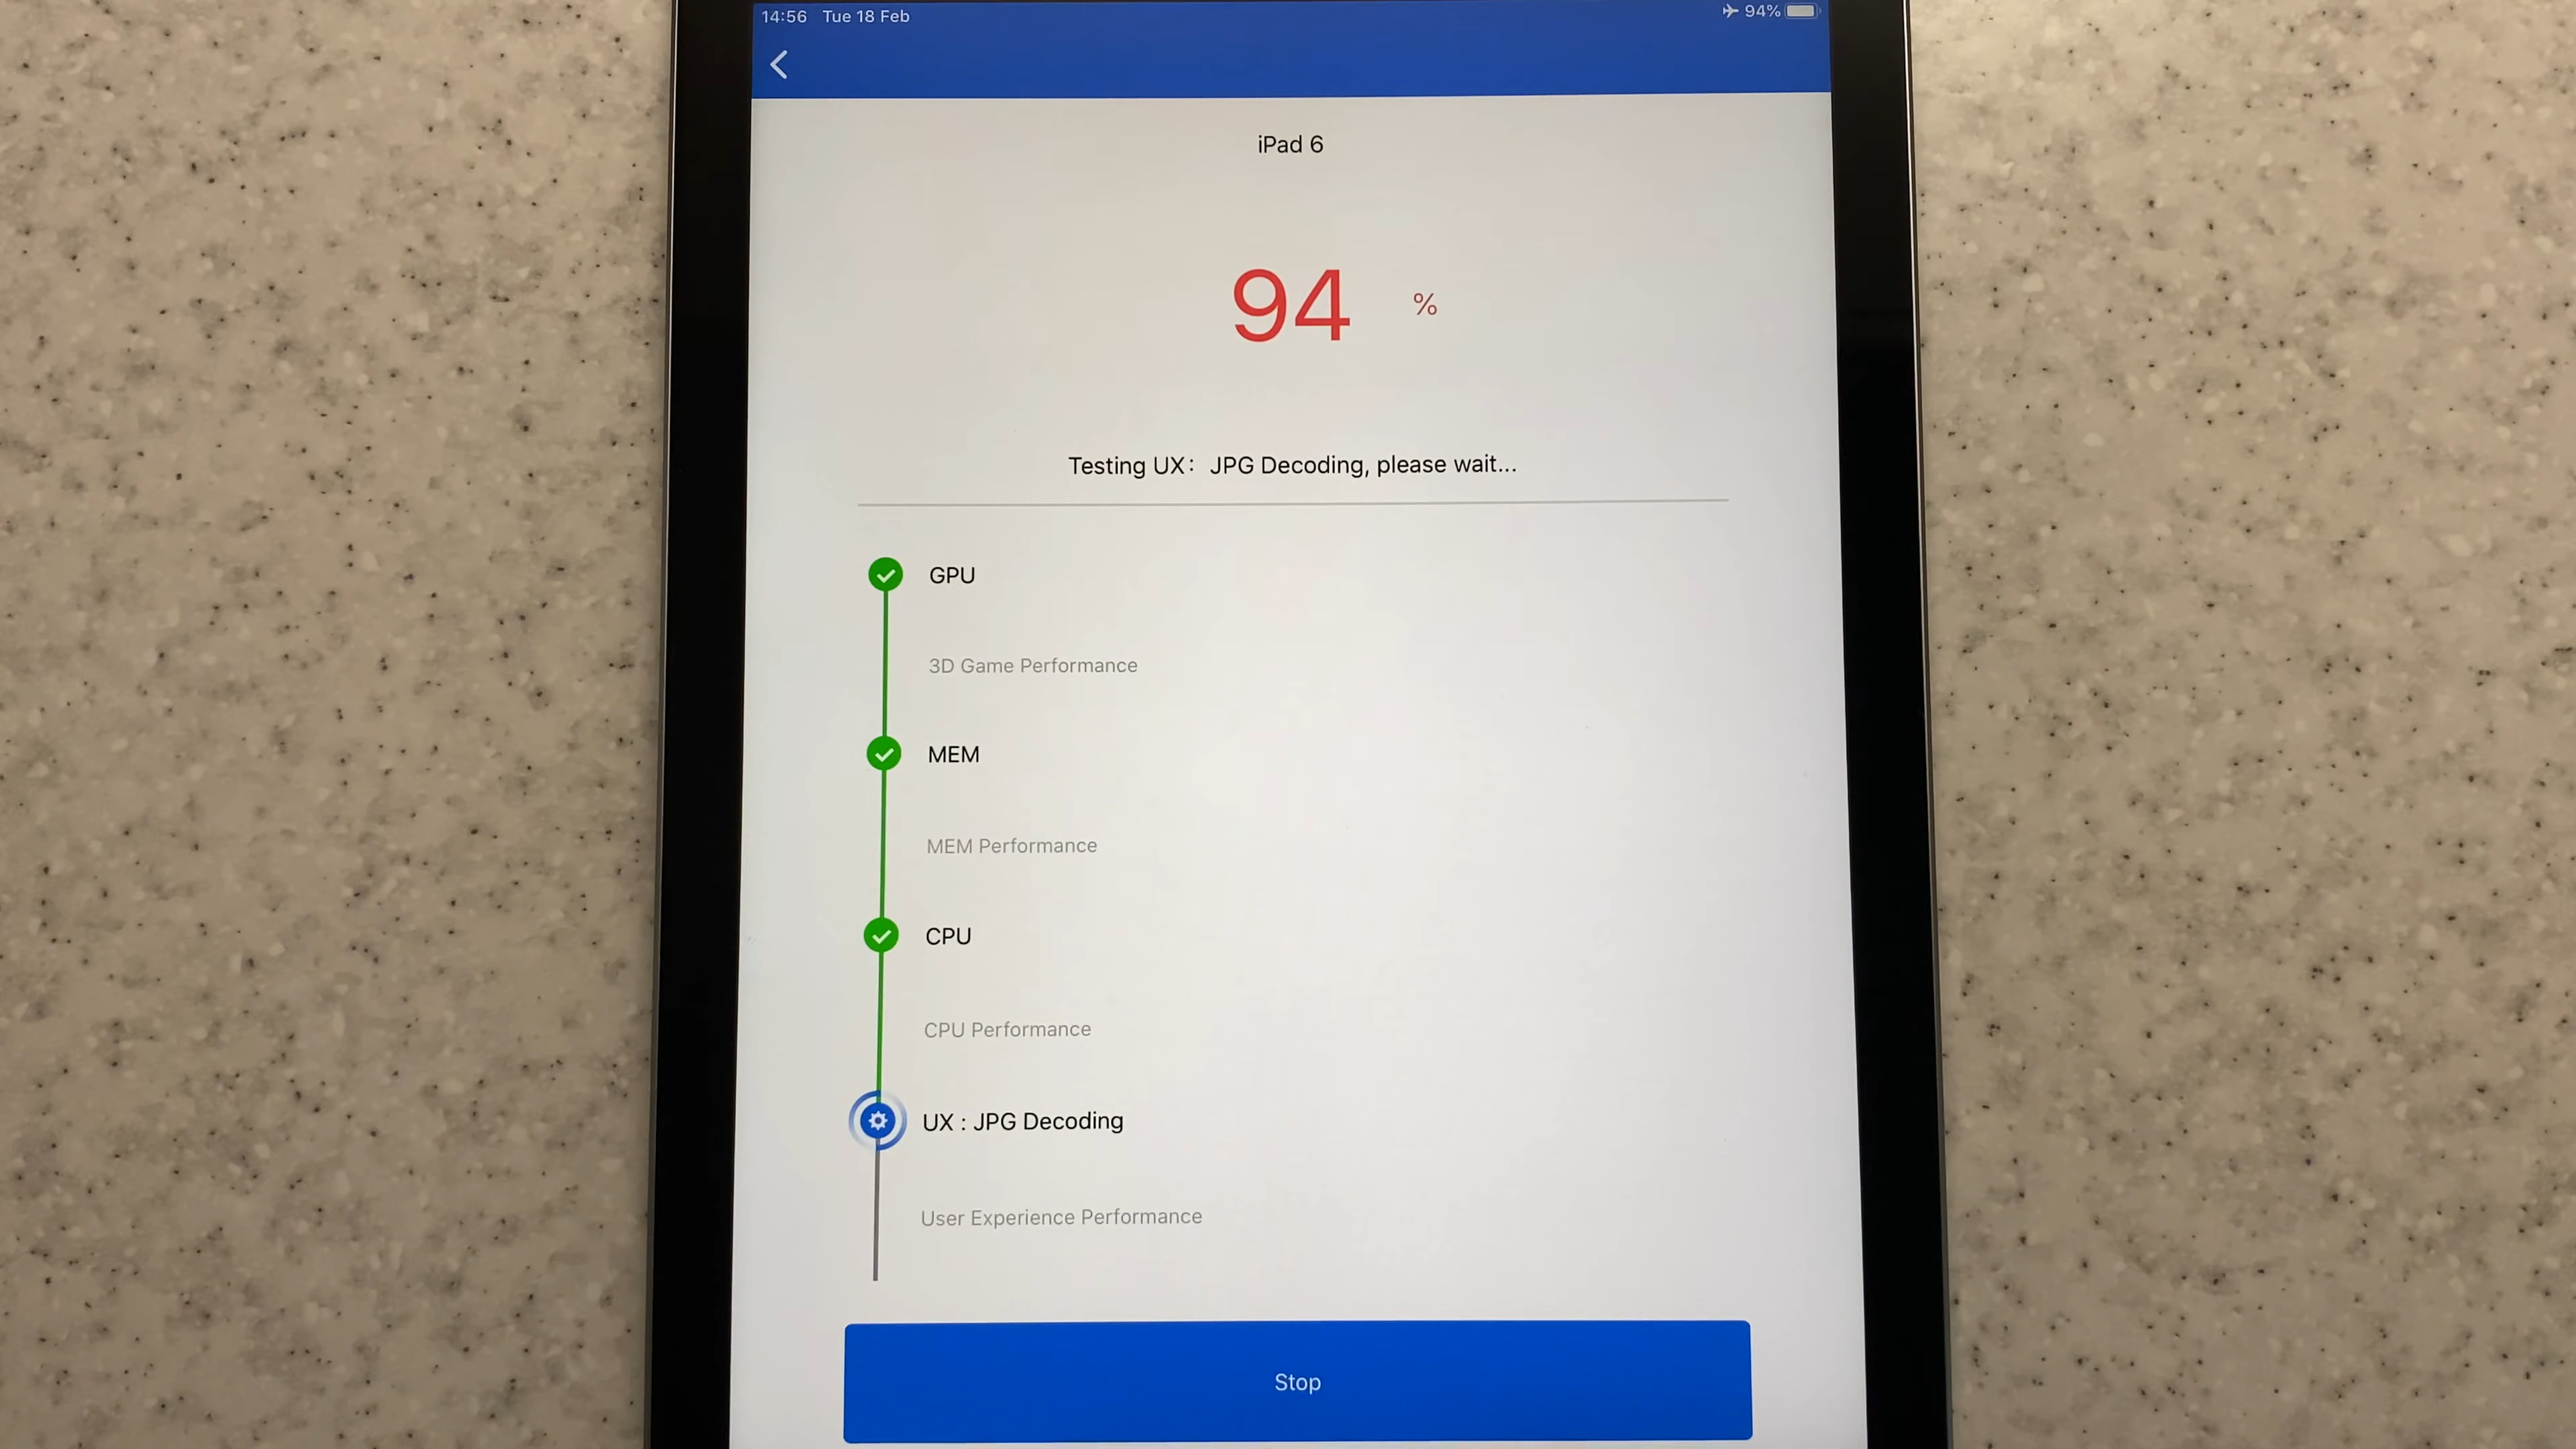 14:56 Tue 18 Feb 94%
iPad 6
94 %
Testing UX: JPG Decoding, please wait...
GPU
3D Game Performance
MEM
MEM Performance
CPU
CPU Performance
UX : JPG Decoding
User Experience Performance
Stop